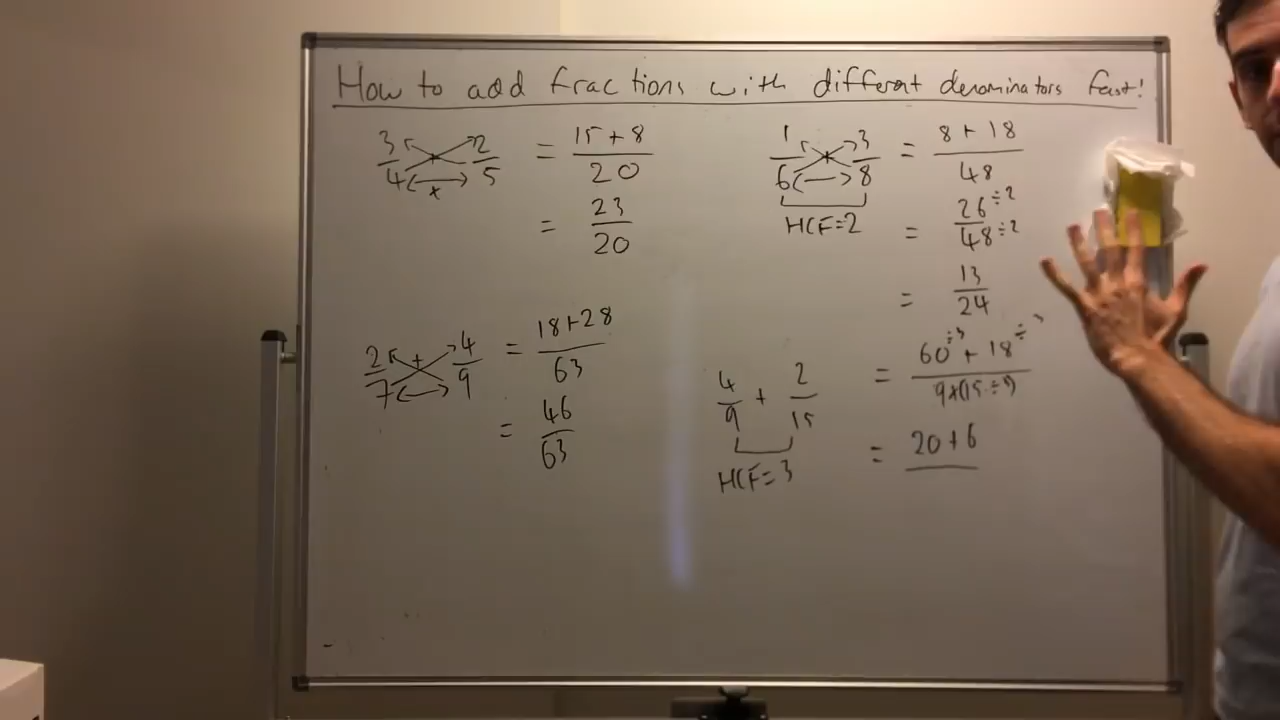 How to add fractions with different denominators fast!
3/4 × 2/5 = 15+8/20
= 23/20
2/7 + 4/9 = 18+28/63
= 46/63
1/6 3/8 = 8+18/48
HCF=2
= 26÷2/48÷2
= 13/24
4/9 + 2/15 = 60÷3 + 18÷3/9×(15÷3)
HCF=3
= 20+6